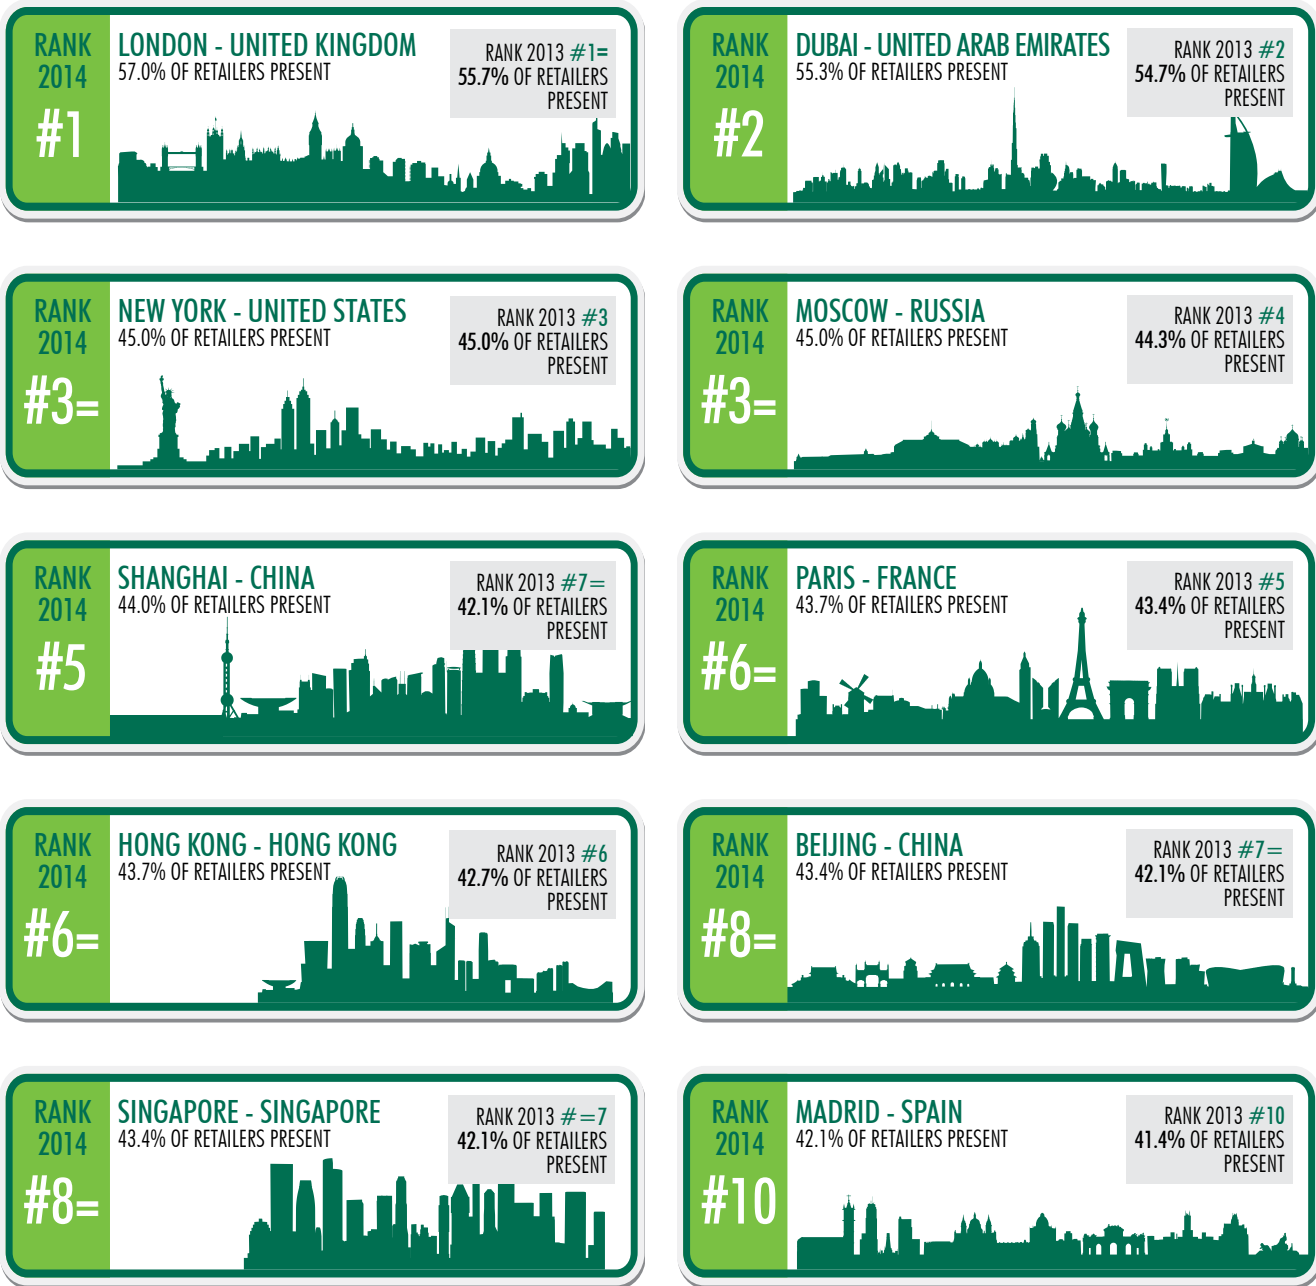 RANK
2014
#1
LONDON - UNITED KINGDOM
57.0% OF RETAILERS PRESENT
RANK 2013 #1=
55.7% OF RETAILERS
PRESENT
RANK
2014
#2
DUBAI - UNITED ARAB EMIRATES
55.3% OF RETAILERS PRESENT
RANK 2013 #2
54.7% OF RETAILERS
PRESENT
RANK
2014
#3=
NEW YORK - UNITED STATES
45.0% OF RETAILERS PRESENT
RANK 2013 #3
45.0% OF RETAILERS
PRESENT
RANK
2014
#3=
MOSCOW - RUSSIA
45.0% OF RETAILERS PRESENT
RANK 2013 #4
44.3% OF RETAILERS
PRESENT
RANK
2014
#5
SHANGHAI - CHINA
44.0% OF RETAILERS PRESENT
RANK 2013 #7=
42.1% OF RETAILERS
PRESENT
RANK
2014
#6=
PARIS - FRANCE
43.7% OF RETAILERS PRESENT
RANK 2013 #5
43.4% OF RETAILERS
PRESENT
RANK
2014
#6=
HONG KONG - HONG KONG
43.7% OF RETAILERS PRESENT
RANK 2013 #6
42.7% OF RETAILERS
PRESENT
RANK
2014
#8=
BEIJING - CHINA
43.4% OF RETAILERS PRESENT
RANK 2013 #7=
42.1% OF RETAILERS
PRESENT
RANK
2014
#8=
SINGAPORE - SINGAPORE
43.4% OF RETAILERS PRESENT
RANK 2013 #=7
42.1% OF RETAILERS
PRESENT
RANK
2014
#10
MADRID - SPAIN
42.1% OF RETAILERS PRESENT
RANK 2013 #10
41.4% OF RETAILERS
PRESENT